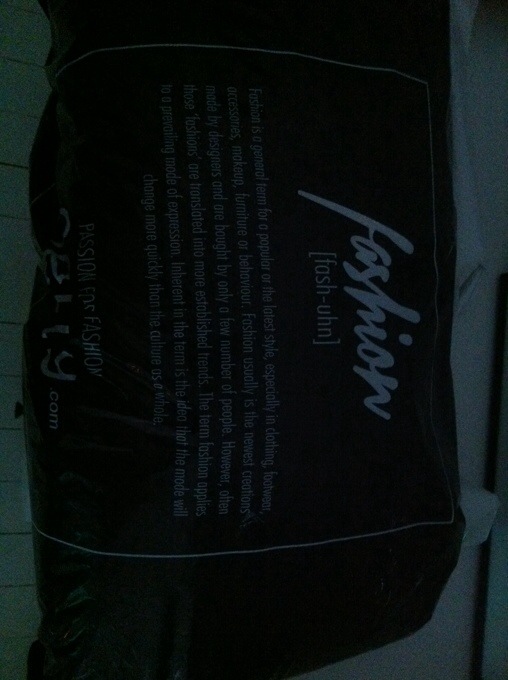 fashion
[fash-uhn]
Fashion is a general term for a popular or the latest style, especially in clothing, footwear,
accessories, makeup, furniture or behaviour. Fashion usually is the newest creations
made by designers and are bought by only a few number of people. However, often
those 'fashions' are translated into more established trends. The term fashion applies
to a prevailing mode of expression. Inherent in the term is the idea that the mode will
change more quickly than the culture as a whole.
PASSION FOR FASHION
.com